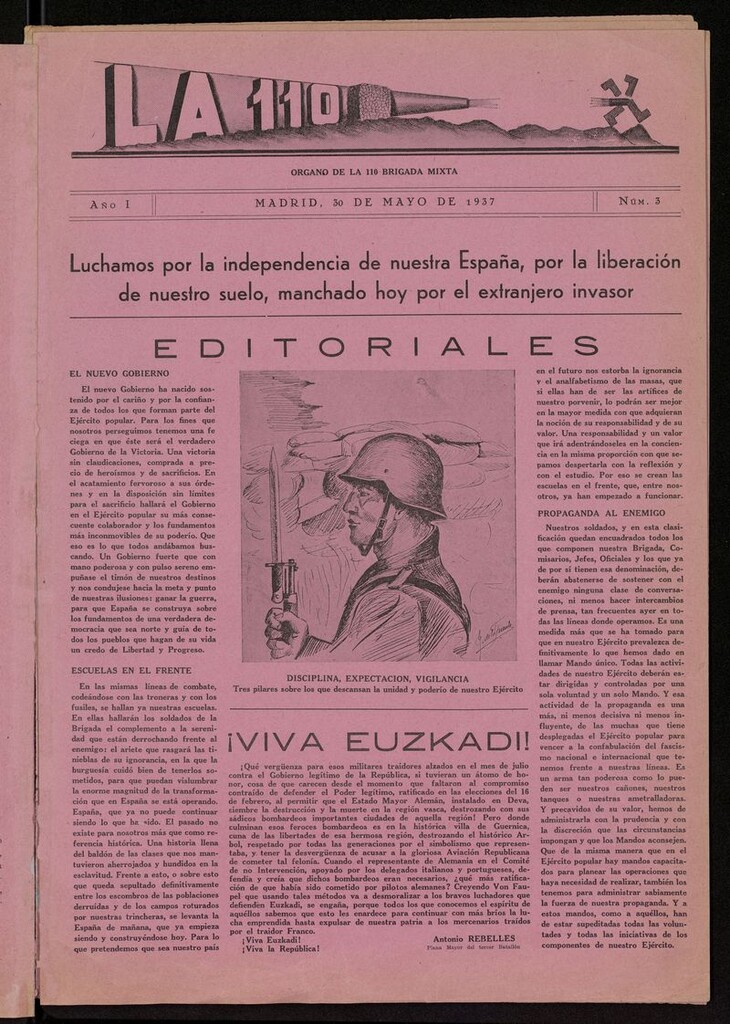 LA 110
ORGANO DE LA 110 BRIGADA MIXTA
AÑO I
MADRID, 30 DE MAYO DE 1937
NÚM. 3
Luchamos por la independencia de nuestra España, por la liberación
de nuestro suelo, manchado hoy por el extranjero invasor
EDITORIALES
EL NUEVO GOBIERNO
El nuevo Gobierno ha nacido sos-
tenido por el cariño y por la confian-
za de todos los que forman parte del
Ejército popular. Para los fines que
nosotros perseguimos tenemos una fe
ciega en que éste será el verdadero
Gobierno de la Victoria. Una victoria
sin claudicaciones, comprada a pre-
cio de heroísmos y de sacrificios. En
el acatamiento fervoroso a sus órde-
nes y en la disposición sin límites
para el sacrificio hallará el Gobierno
en el Ejército popular su más conse-
cuente colaborador y los fundamentos
más inconmovibles de su poderío. Que
eso es lo que todos andábamos bus-
cando. Un Gobierno fuerte que con
mano poderosa y con pulso sereno em-
puñase el timón de nuestros destinos
y nos condujese hacia la meta y punto
de nuestras ilusiones: ganar la guerra,
para que España se construya sobre
los fundamentos de una verdadera de-
mocracia que sea norte y guía de to-
dos los pueblos que hagan de su vida
un credo de Libertad y Progreso.
ESCUELAS EN EL FRENTE
En las mismas líneas de combate,
codeándose con las troneras y con los
fusiles, se hallan ya nuestras escuelas.
En ellas hallarán los soldados de la
Brigada el complemento a la sereni-
dad que están derrochando frente al
enemigo: el ariete que rasgará las ti-
nieblas de su ignorancia, en la que la
burguesía cuidó bien de tenerlos so-
metidos, para que puedan vislumbrar
la enorme magnitud de la transforma-
ción que en España se está operando.
España, que ya no puede continuar
siendo lo que ha sido. El pasado no
existe para nosotros más que como re-
ferencia histórica. Una historia llena
del baldón de las clases que nos man-
tuvieron aherrojados y hundidos en la
esclavitud. Frente a esto, o sobre esto
que queda sepultado definitivamente
entre los escombros de las poblaciones
derruídas y de los campos roturados
por nuestras trincheras, se levanta la
España de mañana, que ya empieza
siendo y construyéndose hoy. Para lo
que pretendemos que sea nuestro país
DISCIPLINA, EXPECTACION, VIGILANCIA
Tres pilares sobre los que descansan la unidad y poderío de nuestro Ejército
¡VIVA EUZKADI!
¡Qué vergüenza para esos militares traidores alzados en el mes de julio
contra el Gobierno legítimo de la República, si tuvieran un átomo de ho-
nor, cosa de que carecen desde el momento que faltaron al compromiso
contraído de defender el Poder legítimo, ratificado en las elecciones del 16
de febrero, al permitir que el Estado Mayor Alemán, instalado en Deva,
siembre la destrucción y la muerte en la región vasca, destrozando con sus
sádicos bombardeos importantes ciudades de aquella región! Pero donde
culminan esos feroces bombardeos es en la histórica villa de Guernica,
cuna de las libertades de esa hermosa región, destrozando el histórico Ar-
bol, respetado por todas las generaciones por el simbolismo que represen-
taba, y tener la desvergüenza de acusar a la gloriosa Aviación Republicana
de cometer tal felonía. Cuando el representante de Alemania en el Comité
de no Intervención, apoyado por los delegados italianos y portugueses, de-
fendía y creía que dichos bombardeos eran necesarios, ¿qué más ratifica-
ción de que había sido cometido por pilotos alemanes? Creyendo Von Fau-
pel que usando tales métodos va a desmoralizar a los bravos luchadores que
defienden Euzkadi, se engaña, porque todos los que conocemos el espíritu de
aquéllos sabemos que esto les enardece para continuar con más bríos la lu-
cha emprendida hasta expulsar de nuestra patria a los mercenarios traídos
por el traidor Franco.
¡Viva Euzkadi!
¡Viva la República!
Antonio REBELLES
Plana Mayor del tercer Batallón
en el futuro nos estorba la ignorancia
y el analfabetismo de las masas, que
si ellas han de ser las artífices de
nuestro porvenir, lo podrán ser mejor
en la mayor medida con que adquieran
la noción de su responsabilidad y de su
valor. Una responsabilidad y un valor
que irá adentrándoseles en la concien-
cia en la misma proporción con que se-
pamos despertarla con la reflexión y
con el estudio. Por eso se crean las
escuelas en el frente, que, entre nos-
otros, ya han empezado a funcionar.
PROPAGANDA AL ENEMIGO
Nuestros soldados, y en esta clasi-
ficación quedan encuadrados todos los
que componen nuestra Brigada, Co-
misarios, Jefes, Oficiales y los que ya
de por sí tienen esa denominación, de-
berán abstenerse de sostener con el
enemigo ninguna clase de conversa-
ciones, ni menos hacer intercambios
de prensa, tan frecuentes ayer en to-
das las líneas donde operamos. Es una
medida más que se ha tomado para
que en nuestro Ejército prevalezca de-
finitivamente lo que hemos dado en
llamar Mando único. Todas las activi-
dades de nuestro Ejército deberán es-
tar dirigidas y controladas por una
sola voluntad y un solo Mando. Y esa
actividad de la propaganda es una
más, ni menos decisiva ni menos in-
fluyente, de las muchas que tiene
desplegadas el Ejército popular para
vencer a la confabulación del fascis-
mo nacional e internacional que te-
nemos frente a nuestras líneas. Es
un arma tan poderosa como lo pue-
den ser nuestros cañones, nuestros
tanques o nuestras ametralladoras.
Y precavidos de su valor, hemos de
administrarla con la prudencia y con
la discreción que las circunstancias
impongan y que los Mandos aconsejen.
Que de la misma manera que en el
Ejército popular hay mandos capacita-
dos para planear las operaciones que
haya necesidad de realizar, también los
tenemos para administrar sabiamente
la fuerza de nuestra propaganda. Y a
estos mandos, como a aquéllos, han
de estar supeditadas todas las volun-
tades y todas las iniciativas de los
componentes de nuestro Ejército.